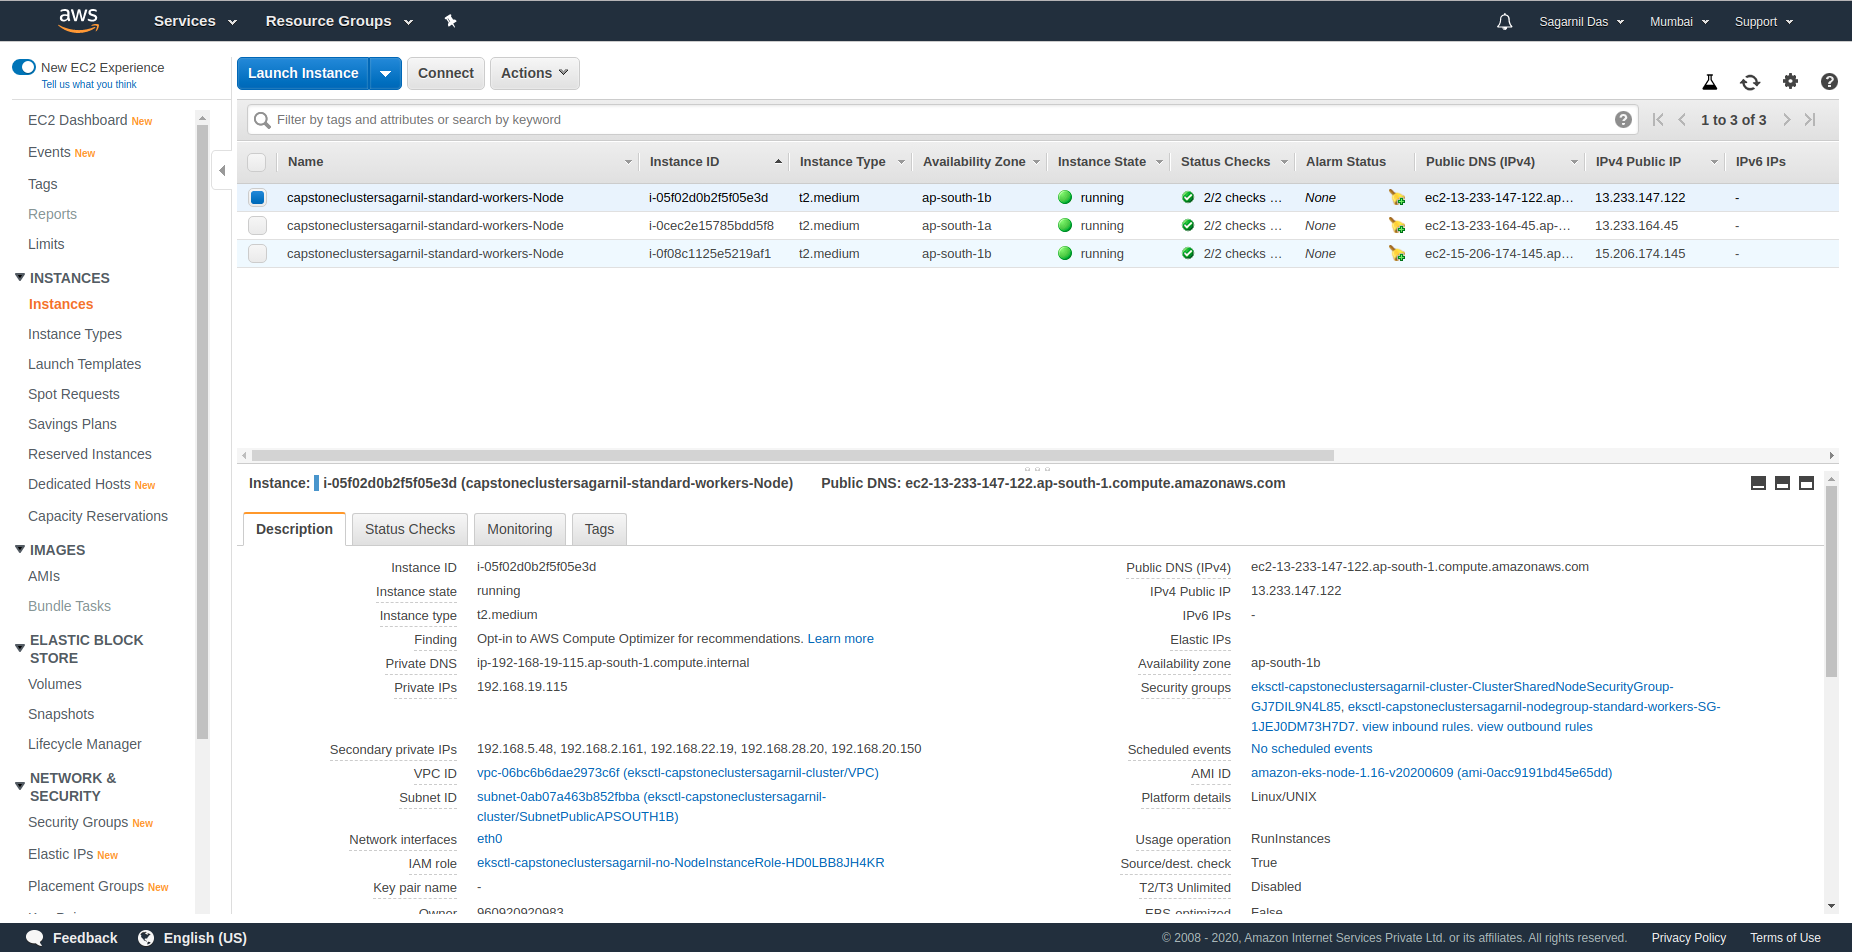 aws
Services
Resource Groups
Sagarnil Das
Mumbai
Support
New EC2 Experience
Tell us what you think
EC2 Dashboard New
Events New
Tags
Reports
Limits
INSTANCES
Instances
Instance Types
Launch Templates
Spot Requests
Savings Plans
Reserved Instances
Dedicated Hosts New
Capacity Reservations
IMAGES
AMIs
Bundle Tasks
ELASTIC BLOCK
STORE
Volumes
Snapshots
Lifecycle Manager
NETWORK &
SECURITY
Security Groups New
Elastic IPs New
Placement Groups New
Launch Instance
Connect
Actions
Filter by tags and attributes or search by keyword
1 to 3 of 3
Name Instance ID Instance Type Availability Zone Instance State Status Checks Alarm Status Public DNS (IPv4) IPv4 Public IP IPv6 IPs
capstoneclustersagarnil-standard-workers-Node i-05f02d0b2f5f05e3d t2.medium ap-south-1b running 2/2 checks ... None ec2-13-233-147-122.ap... 13.233.147.122 -
capstoneclustersagarnil-standard-workers-Node i-0cec2e15785bdd5f8 t2.medium ap-south-1a running 2/2 checks ... None ec2-13-233-164-45.ap-... 13.233.164.45 -
capstoneclustersagarnil-standard-workers-Node i-0f08c1125e5219af1 t2.medium ap-south-1b running 2/2 checks ... None ec2-15-206-174-145.ap... 15.206.174.145 -
Instance: i-05f02d0b2f5f05e3d (capstoneclustersagarnil-standard-workers-Node) Public DNS: ec2-13-233-147-122.ap-south-1.compute.amazonaws.com
Description Status Checks Monitoring Tags
Instance ID i-05f02d0b2f5f05e3d
Instance state running
Instance type t2.medium
Finding Opt-in to AWS Compute Optimizer for recommendations. Learn more
Private DNS ip-192-168-19-115.ap-south-1.compute.internal
Private IPs 192.168.19.115
Secondary private IPs 192.168.5.48, 192.168.2.161, 192.168.22.19, 192.168.28.20, 192.168.20.150
VPC ID vpc-06bc6b6dae2973c6f (eksctl-capstoneclustersagarnil-cluster/VPC)
Subnet ID subnet-0ab07a463b852fbba (eksctl-capstoneclustersagarnil-
cluster/SubnetPublicAPSOUTH1B)
Network interfaces eth0
IAM role eksctl-capstoneclustersagarnil-no-NodeInstanceRole-HD0LBB8JH4KR
Key pair name -
Owner 960920920983
Public DNS (IPv4) ec2-13-233-147-122.ap-south-1.compute.amazonaws.com
IPv4 Public IP 13.233.147.122
IPv6 IPs -
Elastic IPs
Availability zone ap-south-1b
Security groups eksctl-capstoneclustersagarnil-cluster-ClusterSharedNodeSecurityGroup-
GJ7DIL9N4L85, eksctl-capstoneclustersagarnil-nodegroup-standard-workers-SG-
1JEJ0DM73H7D7. view inbound rules. view outbound rules
Scheduled events No scheduled events
AMI ID amazon-eks-node-1.16-v20200609 (ami-0acc9191bd45e65dd)
Platform details Linux/UNIX
Usage operation RunInstances
Source/dest. check True
T2/T3 Unlimited Disabled
EBS-optimized False
Feedback
English (US)
© 2008 - 2020, Amazon Internet Services Private Ltd. or its affiliates. All rights reserved.
Privacy Policy
Terms of Use